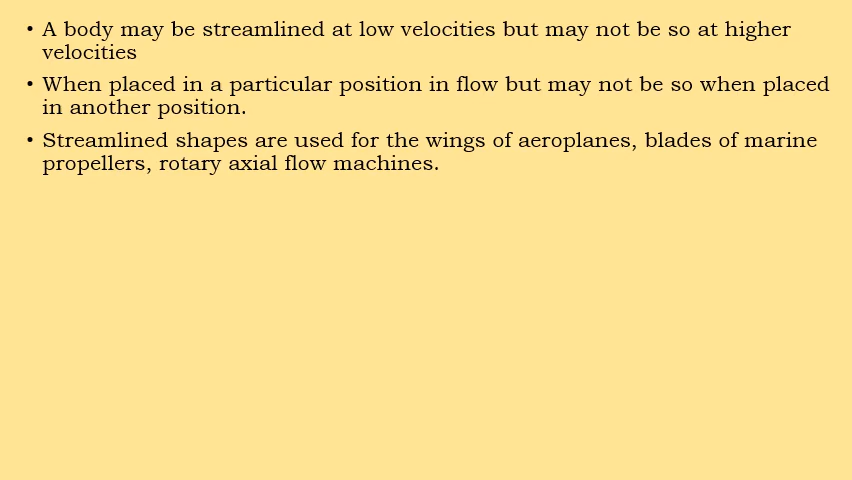 • A body may be streamlined at low velocities but may not be so at higher
velocities
• When placed in a particular position in flow but may not be so when placed
in another position.
• Streamlined shapes are used for the wings of aeroplanes, blades of marine
propellers, rotary axial flow machines.